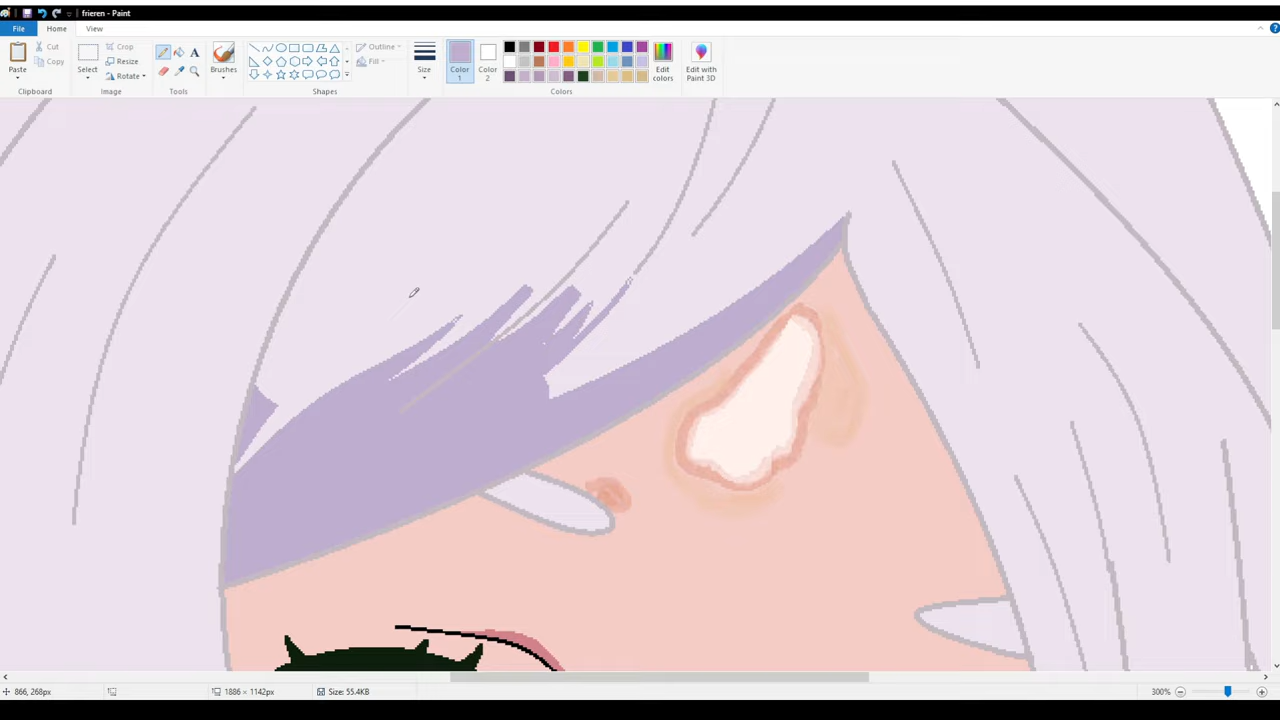 frieren - Paint
File Home View
Paste
Cut
Copy
Clipboard
Select
Crop
Resize
Rotate
Image
A
Tools
Brushes
Outline
Fill
Shapes
Size
Color 1
Color 2
Edit colors
Colors
Edit with Paint 3D
866, 268px
1886 × 1142px
Size: 55.4KB
300%